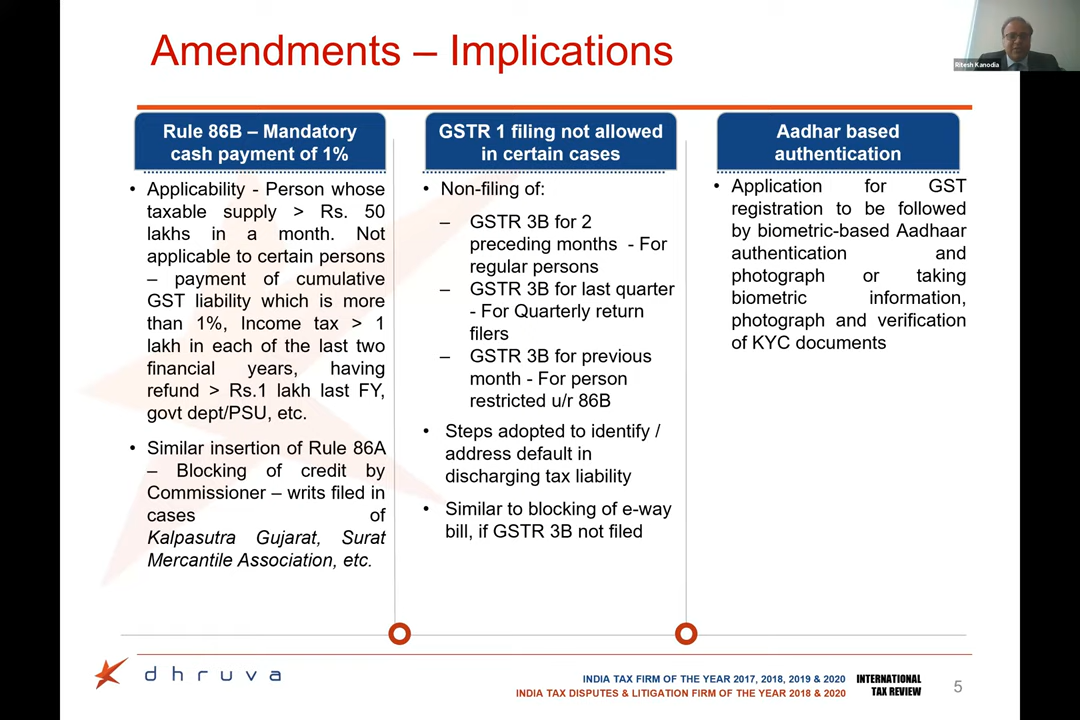 Amendments – Implications
Ritesh Kanodia
Rule 86B – Mandatory
cash payment of 1%
• Applicability - Person whose
taxable supply > Rs. 50
lakhs in a month. Not
applicable to certain persons
– payment of cumulative
GST liability which is more
than 1%, Income tax > 1
lakh in each of the last two
financial years, having
refund > Rs.1 lakh last FY,
govt dept/PSU, etc.
• Similar insertion of Rule 86A
– Blocking of credit by
Commissioner – writs filed in
cases of
Kalpasutra Gujarat, Surat
Mercantile Association, etc.
GSTR 1 filing not allowed
in certain cases
• Non-filing of:
– GSTR 3B for 2
preceding months - For
regular persons
– GSTR 3B for last quarter
- For Quarterly return
filers
– GSTR 3B for previous
month - For person
restricted u/r 86B
• Steps adopted to identify /
address default in
discharging tax liability
• Similar to blocking of e-way
bill, if GSTR 3B not filed
Aadhar based
authentication
• Application for GST
registration to be followed
by biometric-based Aadhaar
authentication and
photograph or taking
biometric information,
photograph and verification
of KYC documents
dhruva
INDIA TAX FIRM OF THE YEAR 2017, 2018, 2019 & 2020
INDIA TAX DISPUTES & LITIGATION FIRM OF THE YEAR 2018 & 2020
INTERNATIONAL
TAX REVIEW
5